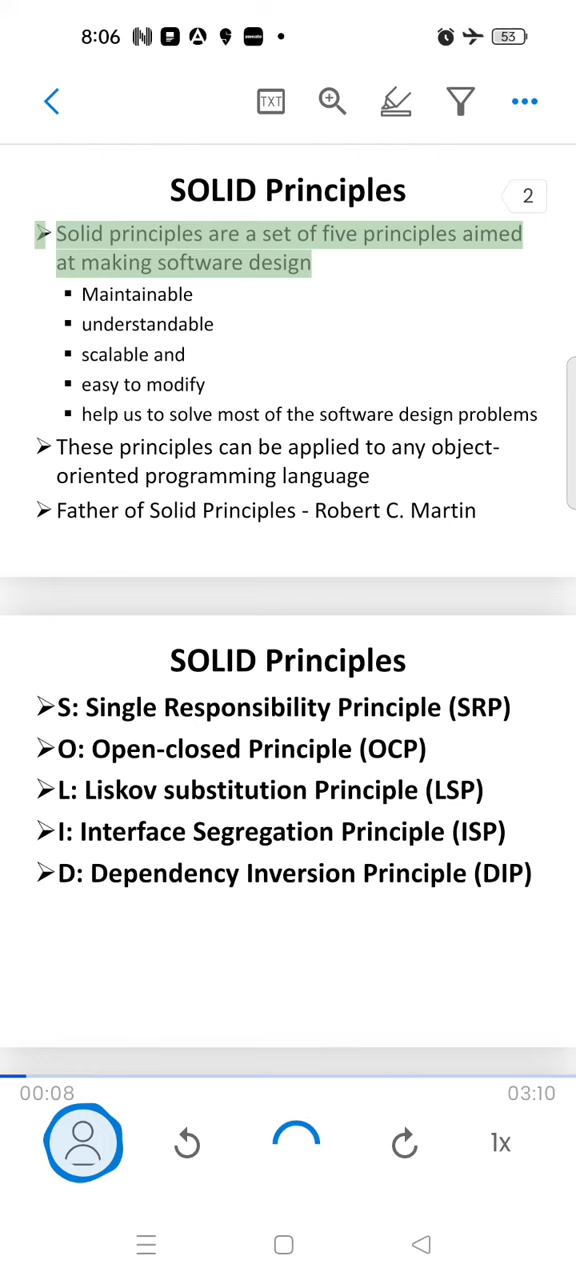 8:06
53
TXT
SOLID Principles
2
➢ Solid principles are a set of five principles aimed
at making software design
▪ Maintainable
▪ understandable
▪ scalable and
▪ easy to modify
▪ help us to solve most of the software design problems
➢ These principles can be applied to any object-
oriented programming language
➢ Father of Solid Principles - Robert C. Martin
SOLID Principles
➢ S: Single Responsibility Principle (SRP)
➢ O: Open-closed Principle (OCP)
➢ L: Liskov substitution Principle (LSP)
➢ I: Interface Segregation Principle (ISP)
➢ D: Dependency Inversion Principle (DIP)
00:08 03:10
1x